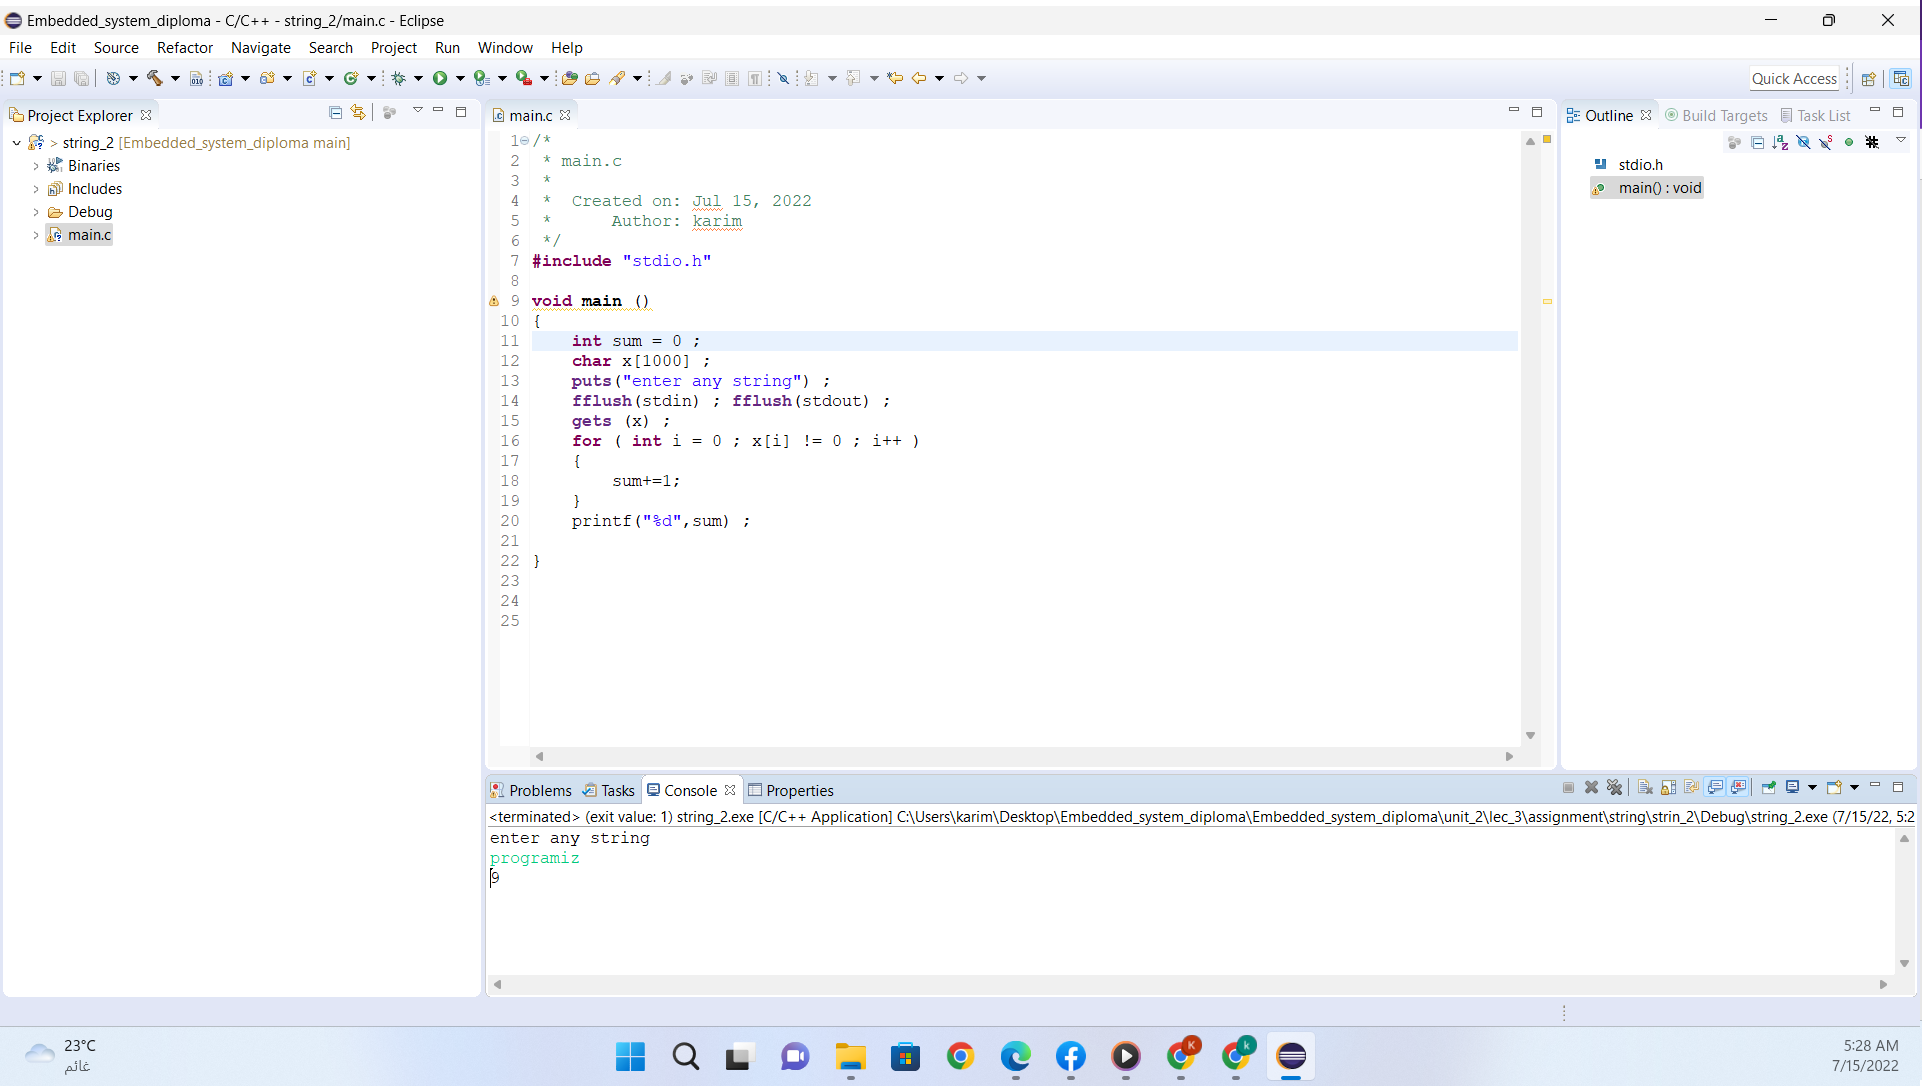 Embedded_system_diploma - C/C++ - string_2/main.c - Eclipse
File Edit Source Refactor Navigate Search Project Run Window Help
Quick Access
Project Explorer
> string_2 [Embedded_system_diploma main]
Binaries
Includes
Debug
main.c
main.c
1 /*
2 * main.c
3 *
4 * Created on: Jul 15, 2022
5 * Author: karim
6 */
7 #include "stdio.h"
8
9 void main ()
10 {
11 int sum = 0 ;
12 char x[1000] ;
13 puts("enter any string") ;
14 fflush(stdin) ; fflush(stdout) ;
15 gets (x) ;
16 for ( int i = 0 ; x[i] != 0 ; i++ )
17 {
18 sum+=1;
19 }
20 printf("%d",sum) ;
21
22 }
23
24
25
Outline Build Targets Task List
stdio.h
main() : void
Problems Tasks Console Properties
<terminated> (exit value: 1) string_2.exe [C/C++ Application] C:\Users\karim\Desktop\Embedded_system_diploma\Embedded_system_diploma\unit_2\lec_3\assignment\string\strin_2\Debug\string_2.exe (7/15/22, 5:2
enter any string
programiz
9
23°C
غائم
5:28 AM
7/15/2022